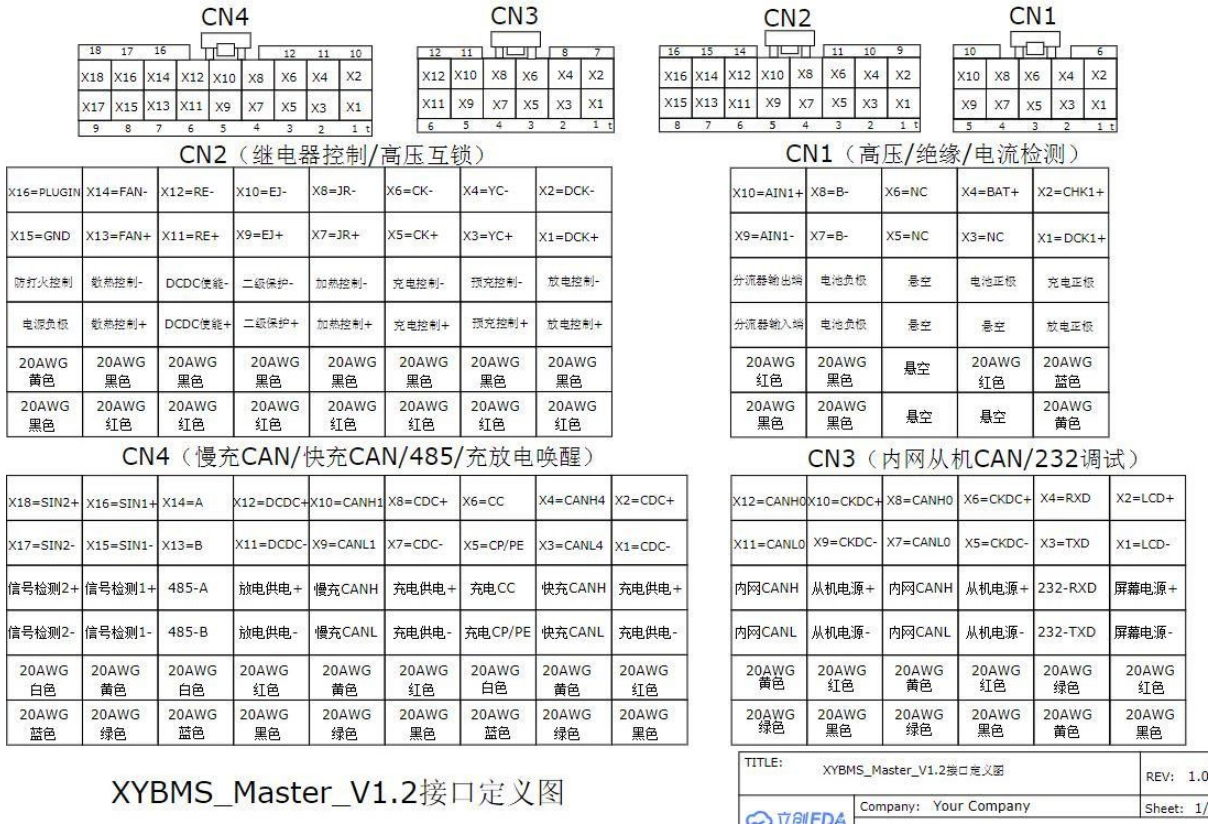 CN4 CN3 CN2 CN1
18 17 16 12 11 10 12 11 8 7 16 15 14 11 10 9 10 6
X18 X16 X14 X12 X10 X8 X6 X4 X2 X12 X10 X8 X6 X4 X2 X16 X14 X12 X10 X8 X6 X4 X2 X10 X8 X6 X4 X2
X17 X15 X13 X11 X9 X7 X5 X3 X1 X11 X9 X7 X5 X3 X1 X15 X13 X11 X9 X7 X5 X3 X1 X9 X7 X5 X3 X1
9 8 7 6 5 4 3 2 1 t 6 5 4 3 2 1 t 8 7 6 5 4 3 2 1 t 5 4 3 2 1 t
CN2（继电器控制/高压互锁）
X16=PLUGIN X14=FAN- X12=RE- X10=EJ- X8=JR- X6=CK- X4=YC- X2=DCK-
X15=GND X13=FAN+ X11=RE+ X9=EJ+ X7=JR+ X5=CK+ X3=YC+ X1=DCK+
防打火控制 散热控制- DCDC使能- 二级保护- 加热控制- 充电控制- 预充控制- 放电控制-
电源负极 散热控制+ DCDC使能+ 二级保护+ 加热控制+ 充电控制+ 预充控制+ 放电控制+
20AWG 20AWG 20AWG 20AWG 20AWG 20AWG 20AWG 20AWG
黄色 黑色 黑色 黑色 黑色 黑色 黑色 黑色
20AWG 20AWG 20AWG 20AWG 20AWG 20AWG 20AWG 20AWG
黑色 红色 红色 红色 红色 红色 红色 红色
CN1（高压/绝缘/电流检测）
X10=AIN1+ X8=B- X6=NC X4=BAT+ X2=CHK1+
X9=AIN1- X7=B- X5=NC X3=NC X1=DCK1+
分流器输出端 电池负极 悬空 电池正极 充电正极
分流器输入端 电池负极 悬空 悬空 放电正极
20AWG 20AWG 悬空 20AWG 20AWG
红色 黑色 红色 蓝色
20AWG 20AWG 悬空 悬空 20AWG
黑色 黑色 黄色
CN4（慢充CAN/快充CAN/485/充放电唤醒）
X18=SIN2+ X16=SIN1+ X14=A X12=DCDC+ X10=CANH1 X8=CDC+ X6=CC X4=CANH4 X2=CDC+
X17=SIN2- X15=SIN1- X13=B X11=DCDC- X9=CANL1 X7=CDC- X5=CP/PE X3=CANL4 X1=CDC-
信号检测2+ 信号检测1+ 485-A 放电供电+ 慢充CANH 充电供电+ 充电CC 快充CANH 充电供电+
信号检测2- 信号检测1- 485-B 放电供电- 慢充CANL 充电供电- 充电CP/PE 快充CANL 充电供电-
20AWG 20AWG 20AWG 20AWG 20AWG 20AWG 20AWG 20AWG 20AWG
白色 黄色 白色 红色 黄色 红色 白色 黄色 红色
20AWG 20AWG 20AWG 20AWG 20AWG 20AWG 20AWG 20AWG 20AWG
蓝色 绿色 蓝色 黑色 绿色 黑色 蓝色 绿色 黑色
CN3（内网从机CAN/232调试）
X12=CANH0 X10=CKDC+ X8=CANH0 X6=CKDC+ X4=RXD X2=LCD+
X11=CANL0 X9=CKDC- X7=CANL0 X5=CKDC- X3=TXD X1=LCD-
内网CANH 从机电源+ 内网CANH 从机电源+ 232-RXD 屏幕电源+
内网CANL 从机电源- 内网CANL 从机电源- 232-TXD 屏幕电源-
20AWG 20AWG 20AWG 20AWG 20AWG 20AWG
黄色 红色 黄色 红色 绿色 红色
20AWG 20AWG 20AWG 20AWG 20AWG 20AWG
绿色 黑色 绿色 黑色 黄色 黑色
XYBMS_Master_V1.2接口定义图
TITLE: XYBMS_Master_V1.2接口定义图 REV: 1.0
立创EDA Company: Your Company Sheet: 1/